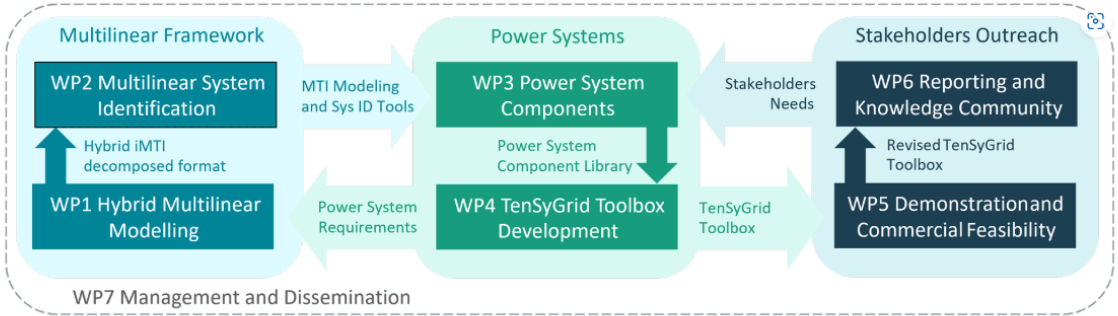 Multilinear Framework
Power Systems
Stakeholders Outreach
WP2 Multilinear System
Identification
MTI Modeling
and Sys ID Tools
WP3 Power System
Components
Stakeholders
Needs
WP6 Reporting and
Knowledge Community
Hybrid iMTI
decomposed format
Power System
Component Library
Revised TenSyGrid
Toolbox
WP1 Hybrid Multilinear
Modelling
Power System
Requirements
WP4 TenSyGrid Toolbox
Development
TenSyGrid
Toolbox
WP5 Demonstration and
Commercial Feasibility
WP7 Management and Dissemination